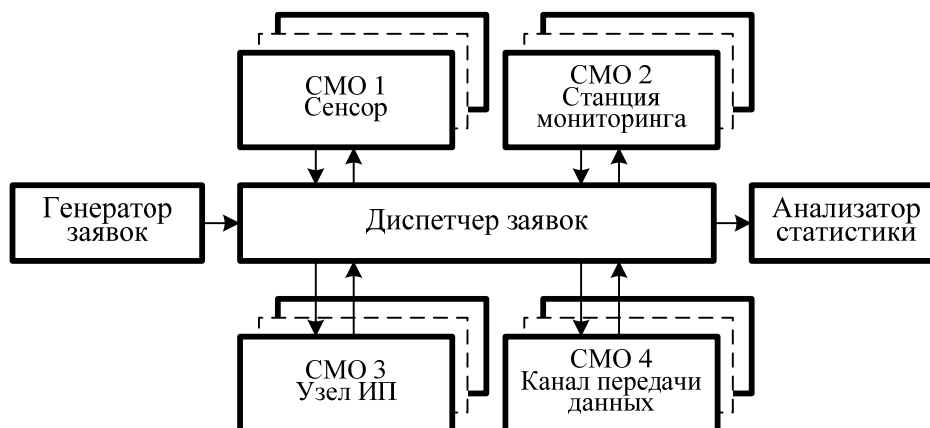 СМО 1
Сенсор
СМО 2
Станция
мониторинга
Генератор
заявок
Диспетчер заявок
Анализатор
статистики
СМО 3
Узел ИП
СМО 4
Канал передачи
данных